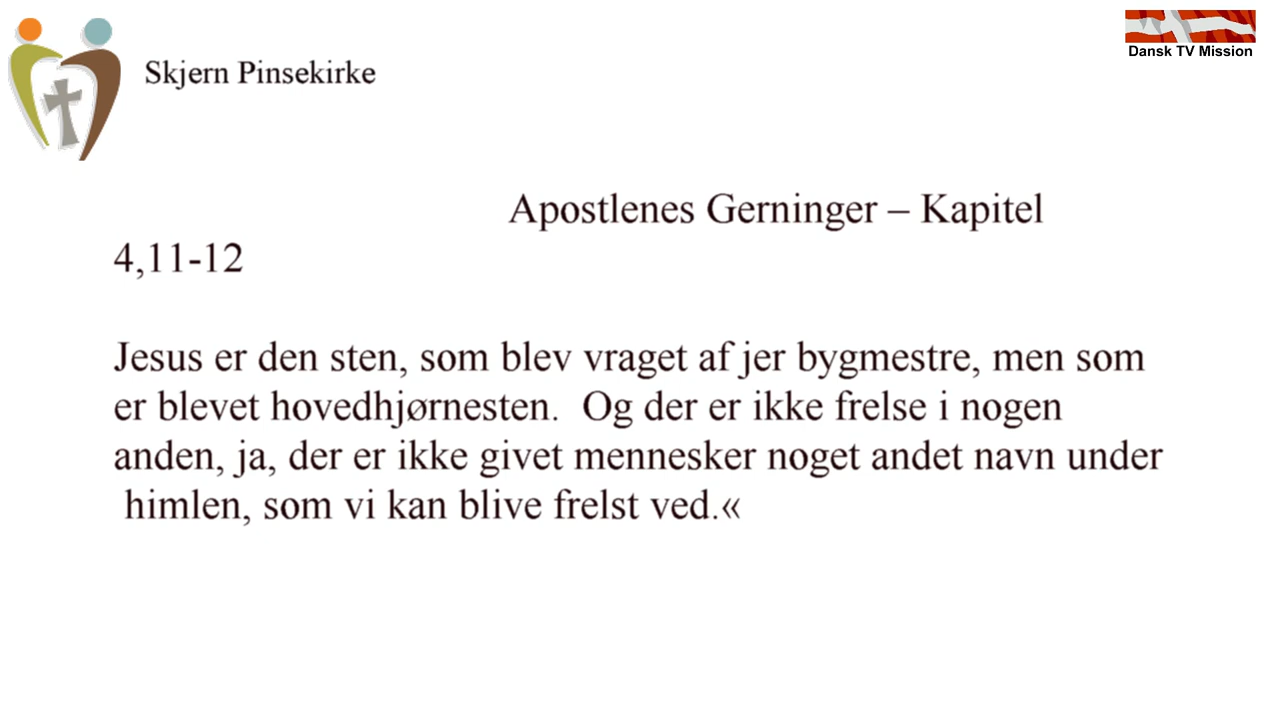 Dansk TV Mission
Skjern Pinsekirke
Apostlenes Gerninger – Kapitel
4,11-12
Jesus er den sten, som blev vraget af jer bygmestre, men som
er blevet hovedhjørnesten.  Og der er ikke frelse i nogen
anden, ja, der er ikke givet mennesker noget andet navn under
himlen, som vi kan blive frelst ved.«